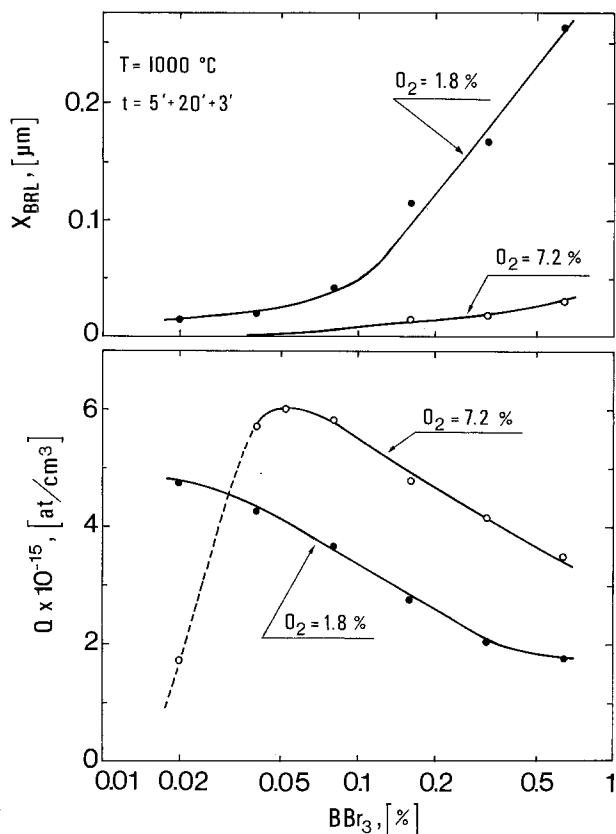 T = 1000 °C
t = 5′+20′+3′
O₂ = 1.8 %
O₂ = 7.2 %
X_BRL, [µm]
0.2
0.1
0
O₂ = 7.2 %
O₂ = 1.8 %
Q x 10⁻¹⁵, [at/cm³]
6
4
2
0
0.01 0.02 0.05 0.1 0.2 0.5 1
BBr₃, [%]